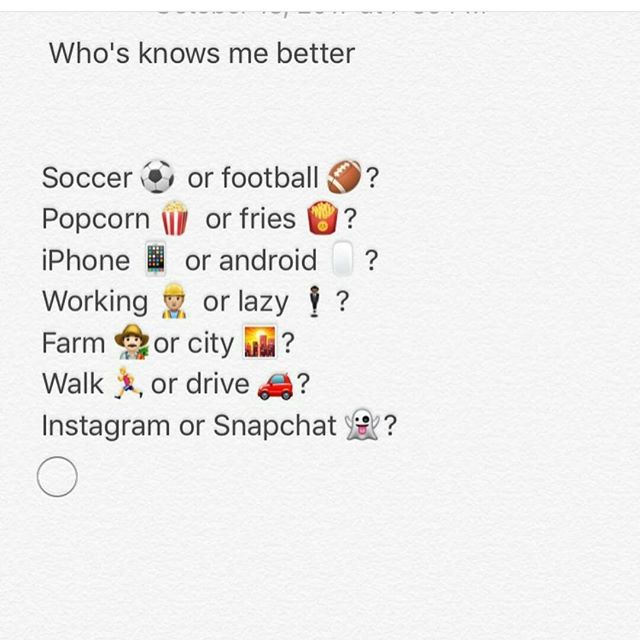 Who's knows me better
Soccer ⚽ or football 🏈?
Popcorn 🍿 or fries 🍟?
iPhone 📱 or android ?
Working 👷🏼 or lazy 🕴?
Farm 👨🏻‍🌾 or city 🌇?
Walk 🏃🏼‍♀️ or drive 🚗?
Instagram or Snapchat 👻?